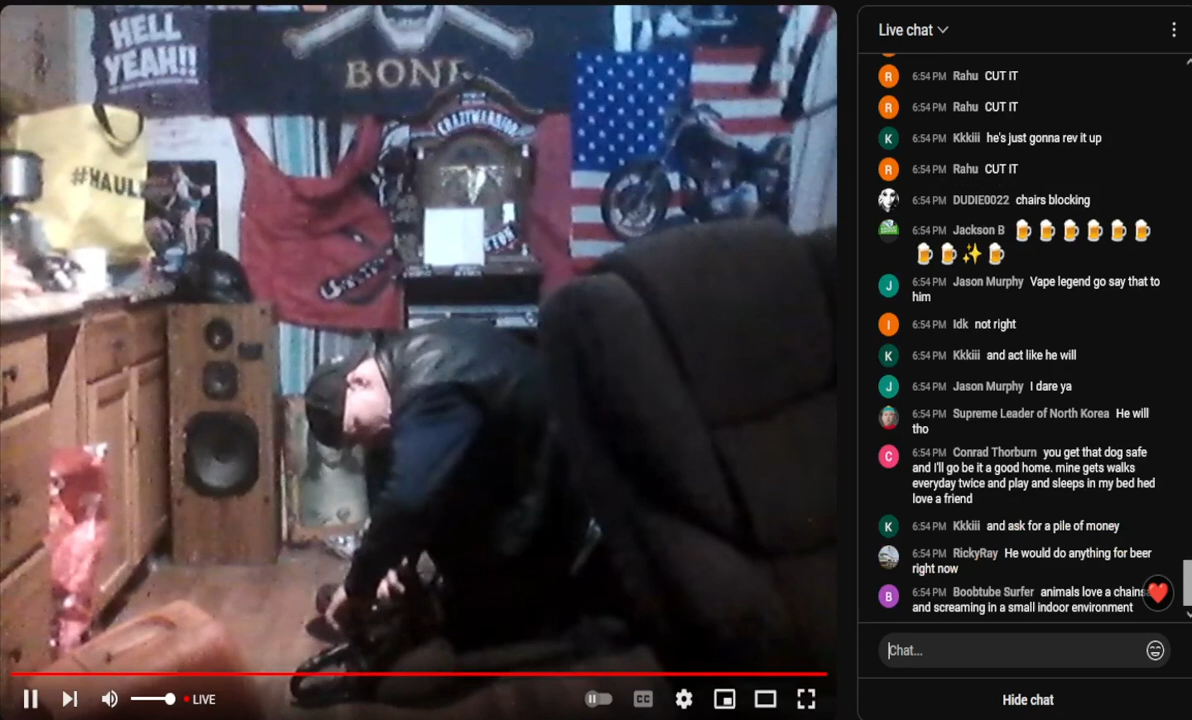 HELL
YEAH!!
BONE
CRAZYWERKS
#HAUL
LIVE
CC
Live chat
6:54 PM Rahu CUT IT
6:54 PM Rahu CUT IT
6:54 PM Kkkiii he's just gonna rev it up
6:54 PM Rahu CUT IT
6:54 PM DUDIE0022 chairs blocking
6:54 PM Jackson B 🍺 🍺 🍺 🍺 🍺 🍺
🍺 🍺 ✨ 🍺
6:54 PM Jason Murphy Vape legend go say that to
him
6:54 PM Idk not right
6:54 PM Kkkiii and act like he will
6:54 PM Jason Murphy I dare ya
6:54 PM Supreme Leader of North Korea He will
tho
6:54 PM Conrad Thorburn you get that dog safe
and I'll go be it a good home. mine gets walks
everyday twice and play and sleeps in my bed hed
love a friend
6:54 PM Kkkiii and ask for a pile of money
6:54 PM RickyRay He would do anything for beer
right now
6:54 PM Boobtube Surfer animals love a chains
and screaming in a small indoor environment
Chat...
Hide chat